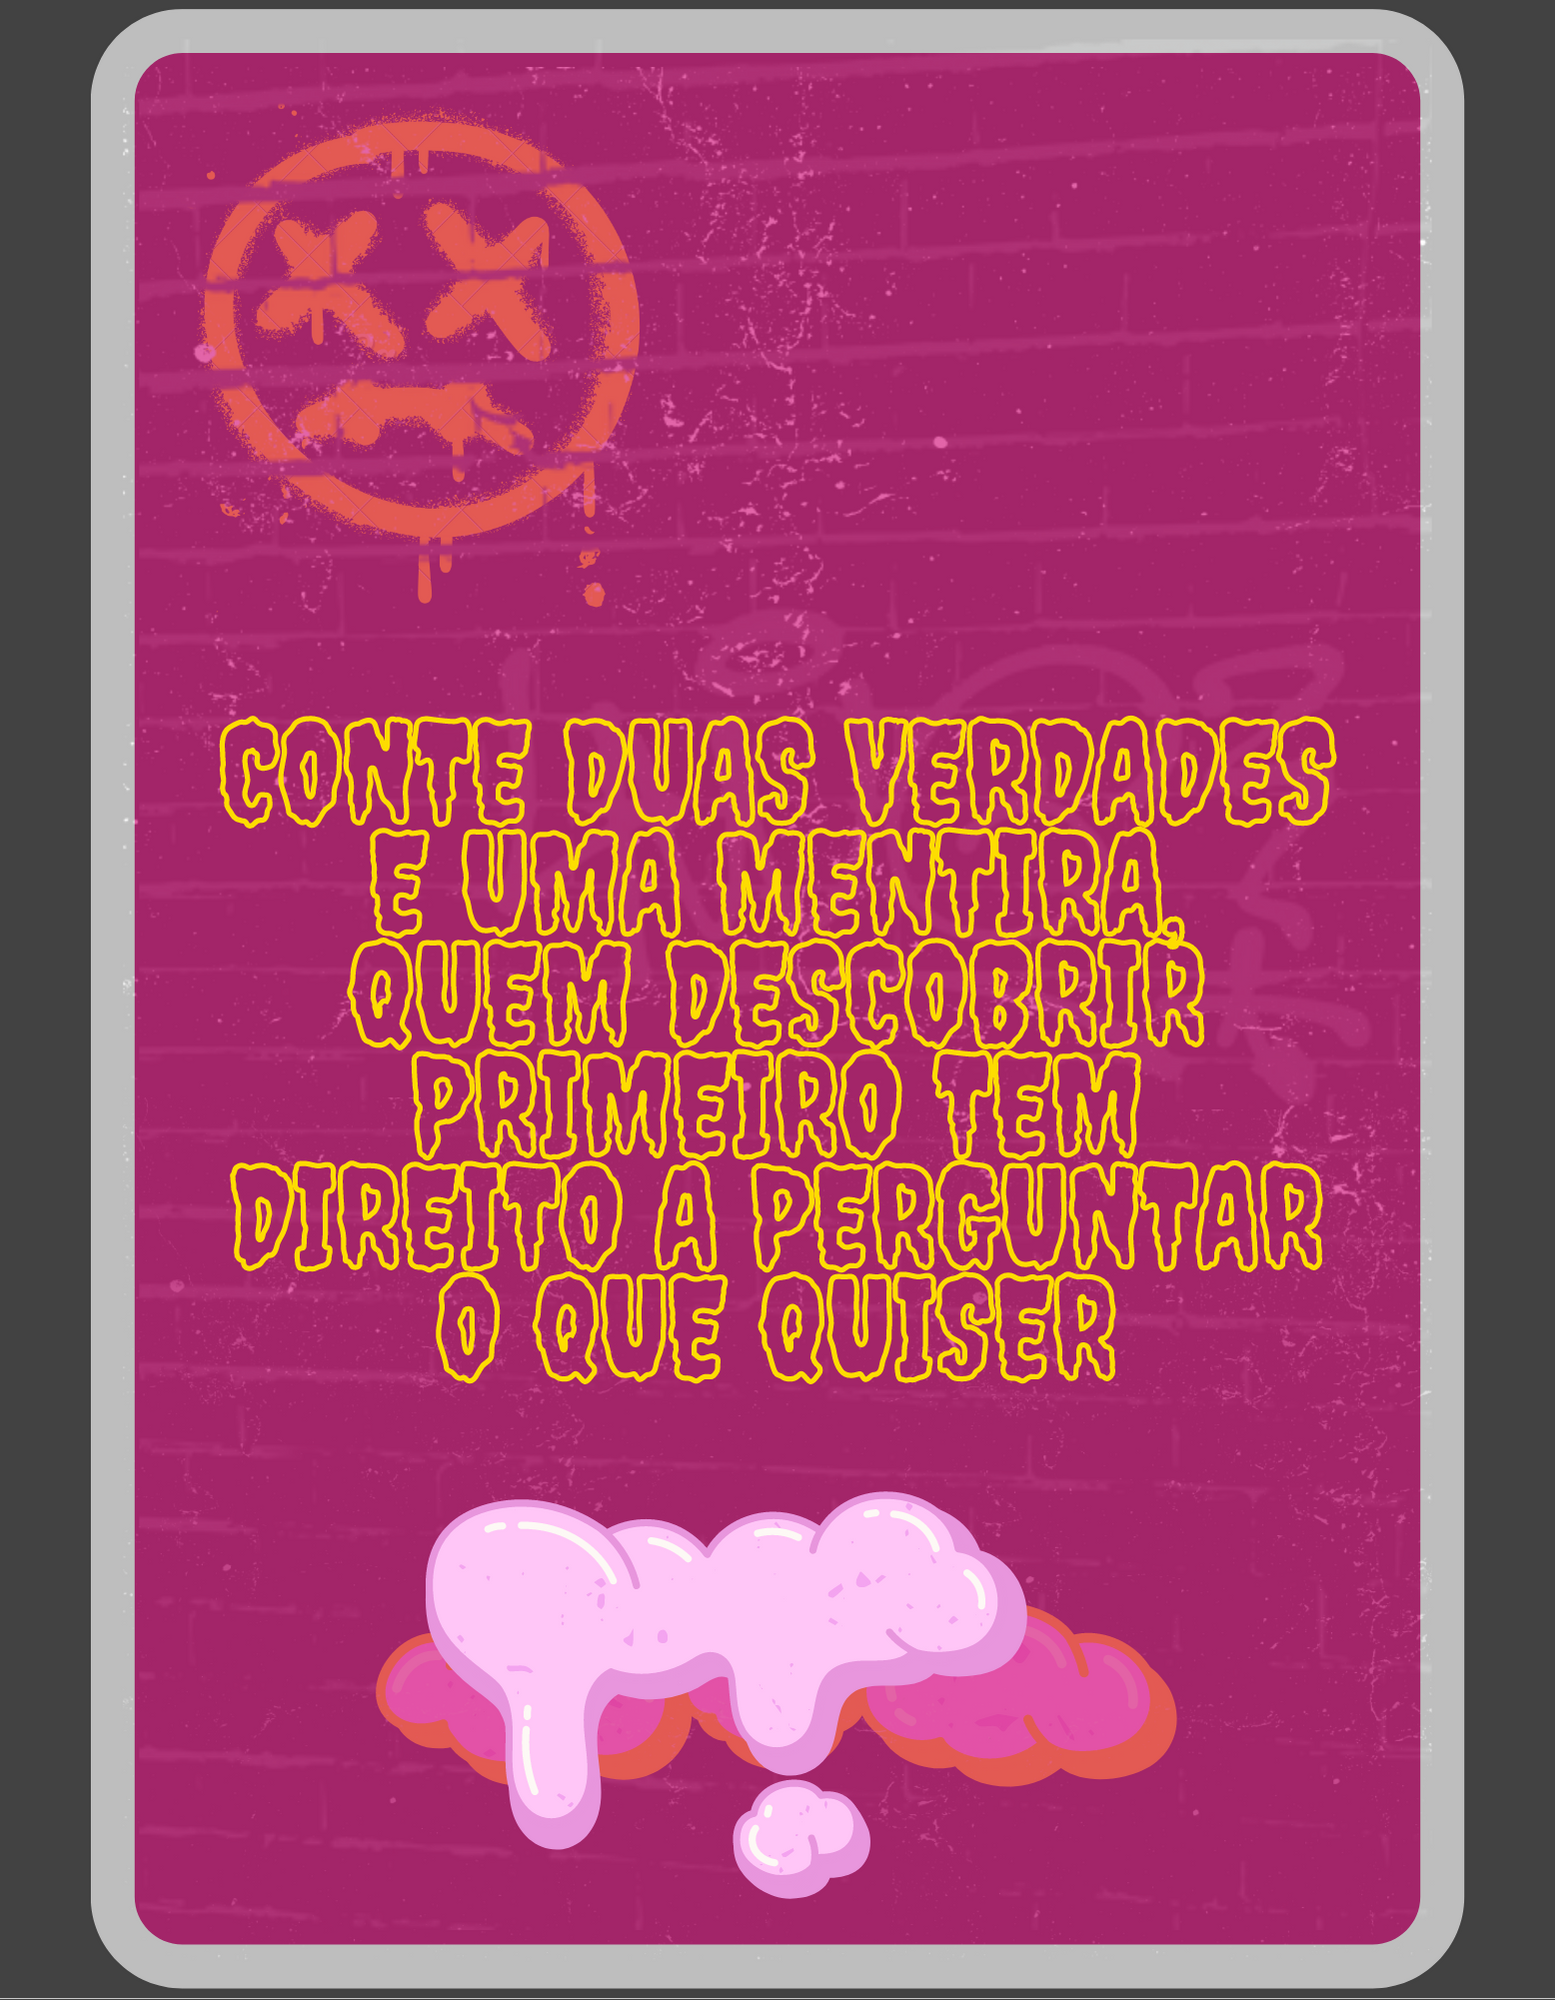 CONTE DUAS VERDADES
E UMA MENTIRA,
QUEM DESCOBRIR
PRIMEIRO TEM
DIREITO A PERGUNTAR
O QUE QUISER